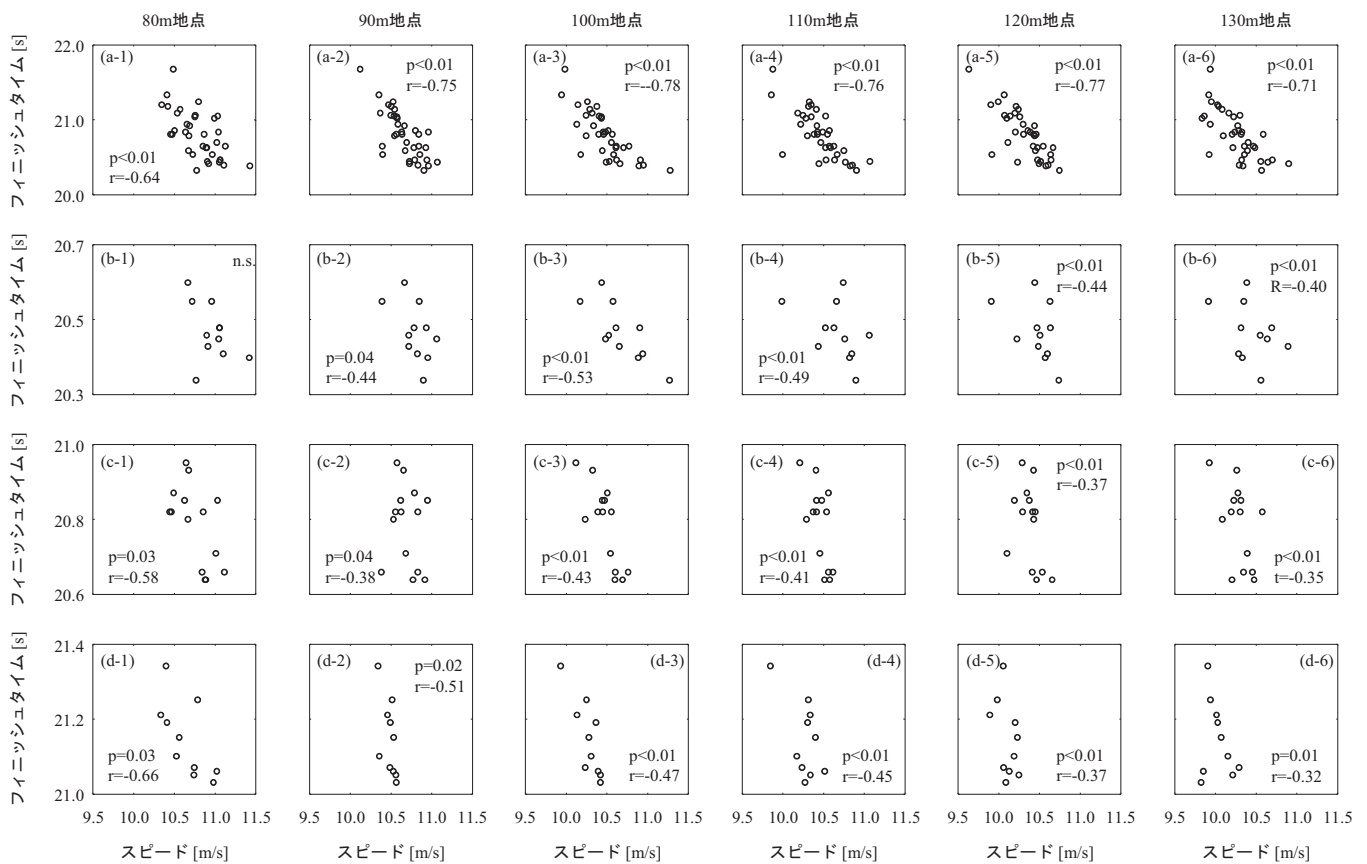 80m地点 90m地点 100m地点 110m地点 120m地点 130m地点
フィニッシュタイム [s]
22.0
21.0
20.0
(a-1)
p<0.01
r=-0.64
(a-2)
p<0.01
r=-0.75
(a-3)
p<0.01
r=--0.78
(a-4)
p<0.01
r=-0.76
(a-5)
p<0.01
r=-0.77
(a-6)
p<0.01
r=-0.71
フィニッシュタイム [s]
20.7
20.5
20.3
(b-1)
n.s.
(b-2)
p=0.04
r=-0.44
(b-3)
p<0.01
r=-0.53
(b-4)
p<0.01
r=-0.49
(b-5)
p<0.01
r=-0.44
(b-6)
p<0.01
R=-0.40
フィニッシュタイム [s]
21.0
20.8
20.6
(c-1)
p=0.03
r=-0.58
(c-2)
p=0.04
r=-0.38
(c-3)
p<0.01
r=-0.43
(c-4)
p<0.01
r=-0.41
(c-5)
p<0.01
r=-0.37
(c-6)
p<0.01
t=-0.35
フィニッシュタイム [s]
21.4
21.2
21.0
(d-1)
p=0.03
r=-0.66
(d-2)
p=0.02
r=-0.51
(d-3)
p<0.01
r=-0.47
(d-4)
p<0.01
r=-0.45
(d-5)
p<0.01
r=-0.37
(d-6)
p=0.01
r=-0.32
9.5 10.0 10.5 11.0 11.5
9.5 10.0 10.5 11.0 11.5
9.5 10.0 10.5 11.0 11.5
9.5 10.0 10.5 11.0 11.5
9.5 10.0 10.5 11.0 11.5
9.5 10.0 10.5 11.0 11.5
スピード [m/s] スピード [m/s] スピード [m/s] スピード [m/s] スピード [m/s] スピード [m/s]